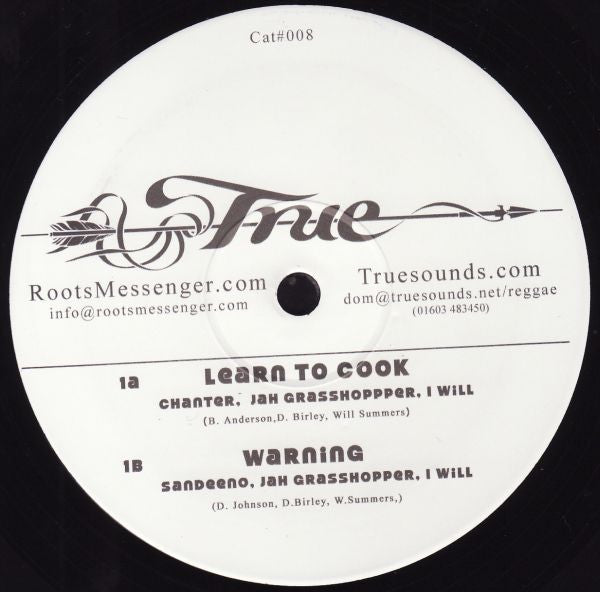 Cat#008
True
RootsMessenger.com
info@rootsmessenger.com
Truesounds.com
dom@truesounds.net/reggae
(01603 483450)
1a Learn to cook
chanter, Jah Grasshoppper, I Will
(B. Anderson,D. Birley, Will Summers)
1B Warning
Sandeeno, Jah Grasshopper, I Will
(D. Johnson, D.Birley, W.Summers,)